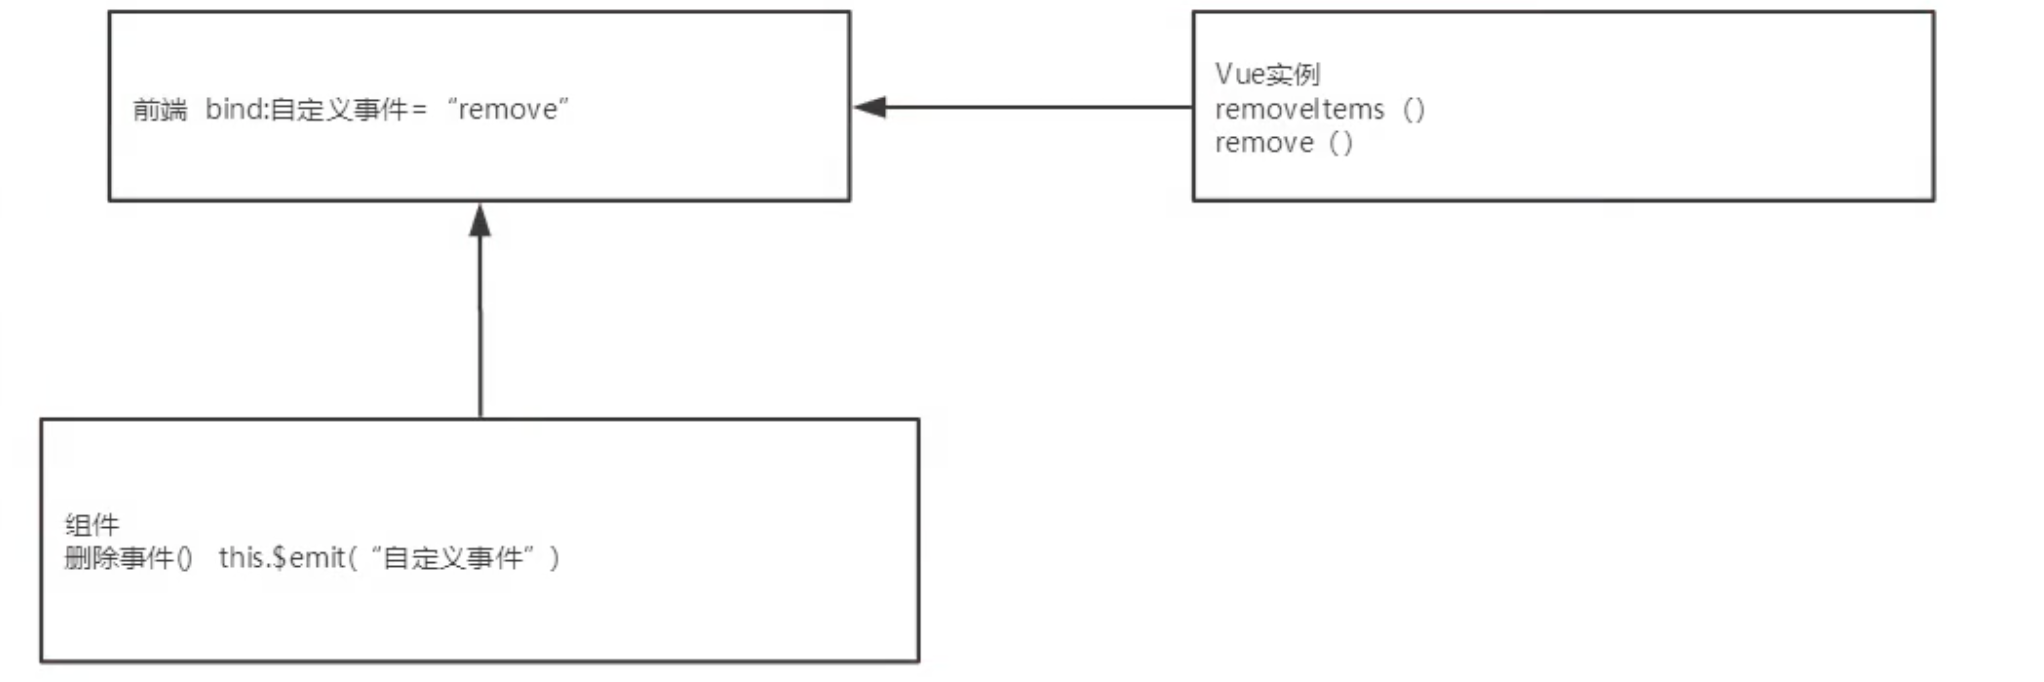 前端 bind:自定义事件= “remove”
Vue实例
removeItems（）
remove（）
组件
删除事件() this.$emit(“自定义事件”)